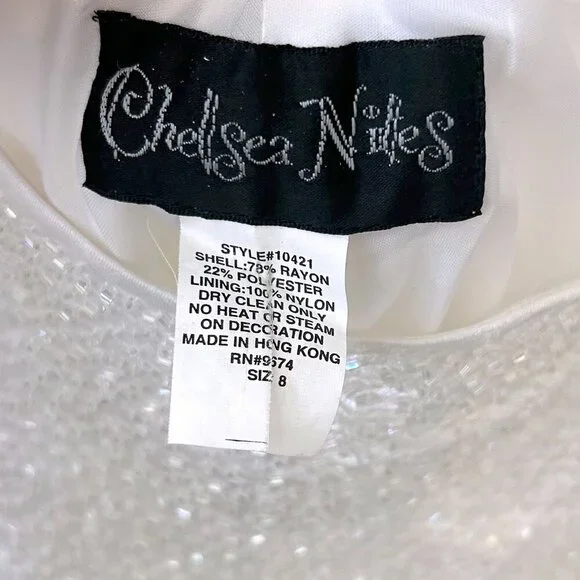 Chelsea Nites
STYLE#10421
SHELL:78% RAYON
22% POLYESTER
LINING:100% NYLON
DRY CLEAN ONLY
NO HEAT OR STEAM
ON DECORATION
MADE IN HONG KONG
RN#9674
SIZ 8